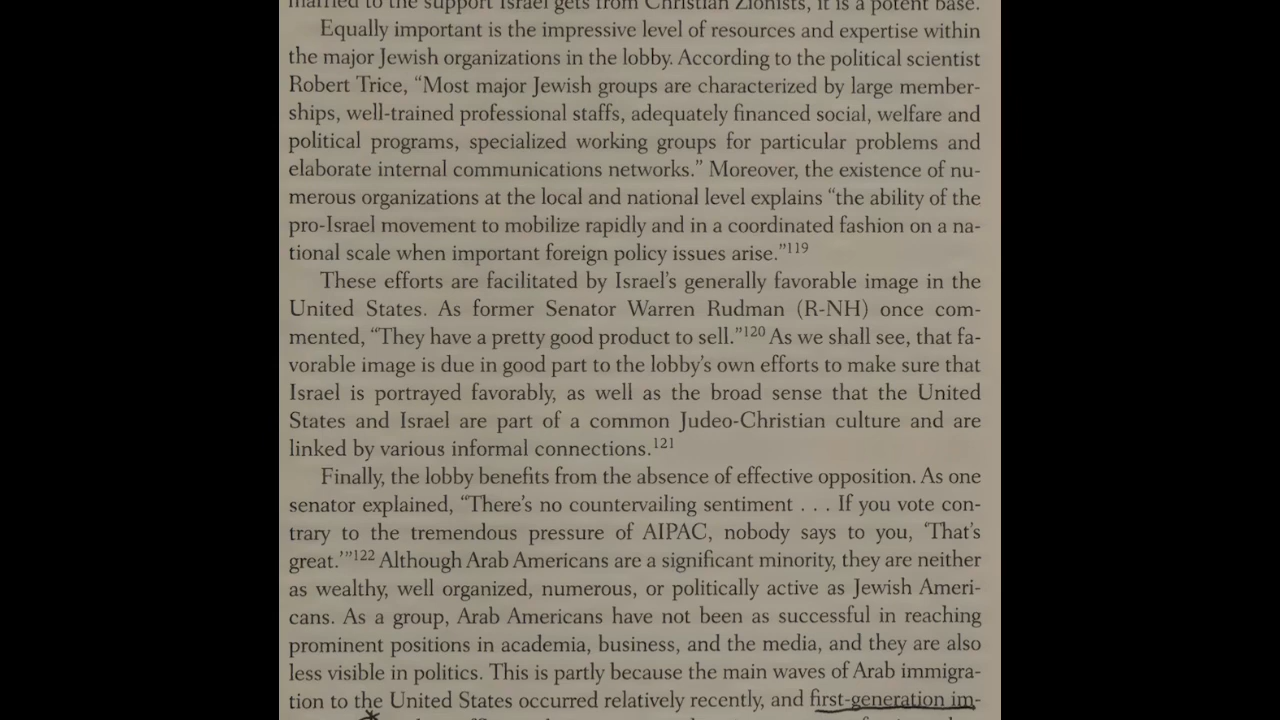 married to the support Israel gets from Christian Zionists, it is a potent base.
Equally important is the impressive level of resources and expertise within
the major Jewish organizations in the lobby. According to the political scientist
Robert Trice, “Most major Jewish groups are characterized by large member-
ships, well-trained professional staffs, adequately financed social, welfare and
political programs, specialized working groups for particular problems and
elaborate internal communications networks.” Moreover, the existence of nu-
merous organizations at the local and national level explains “the ability of the
pro-Israel movement to mobilize rapidly and in a coordinated fashion on a na-
tional scale when important foreign policy issues arise.”119
These efforts are facilitated by Israel’s generally favorable image in the
United States. As former Senator Warren Rudman (R-NH) once com-
mented, “They have a pretty good product to sell.”120 As we shall see, that fa-
vorable image is due in good part to the lobby’s own efforts to make sure that
Israel is portrayed favorably, as well as the broad sense that the United
States and Israel are part of a common Judeo-Christian culture and are
linked by various informal connections.121
Finally, the lobby benefits from the absence of effective opposition. As one
senator explained, “There’s no countervailing sentiment . . . If you vote con-
trary to the tremendous pressure of AIPAC, nobody says to you, ‘That’s
great.’”122 Although Arab Americans are a significant minority, they are neither
as wealthy, well organized, numerous, or politically active as Jewish Ameri-
cans. As a group, Arab Americans have not been as successful in reaching
prominent positions in academia, business, and the media, and they are also
less visible in politics. This is partly because the main waves of Arab immigra-
tion to the United States occurred relatively recently, and first-generation im-